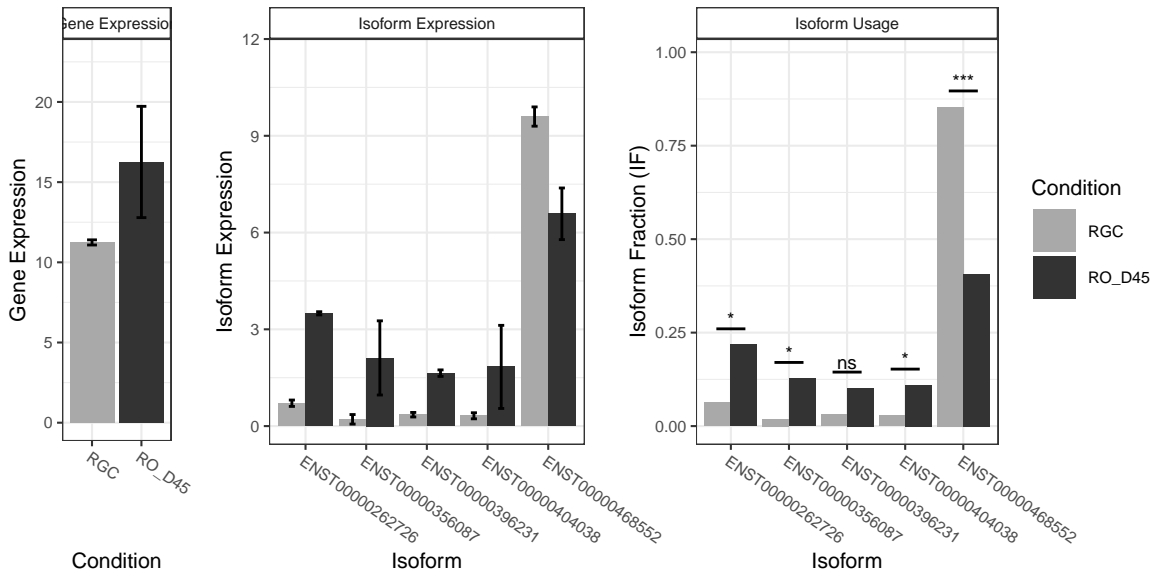 Gene Expression
Gene Expression
20
15
10
5
0
RGC
RO_D45
Condition
Isoform Expression
Isoform Expression
12
9
6
3
0
ENST00000262726
ENST00000356087
ENST00000396231
ENST00000404038
ENST00000468552
Isoform
Isoform Usage
Isoform Fraction (IF)
1.00
0.75
0.50
0.25
0.00
*
*
ns
*
***
ENST00000262726
ENST00000356087
ENST00000396231
ENST00000404038
ENST00000468552
Isoform
Condition
RGC
RO_D45